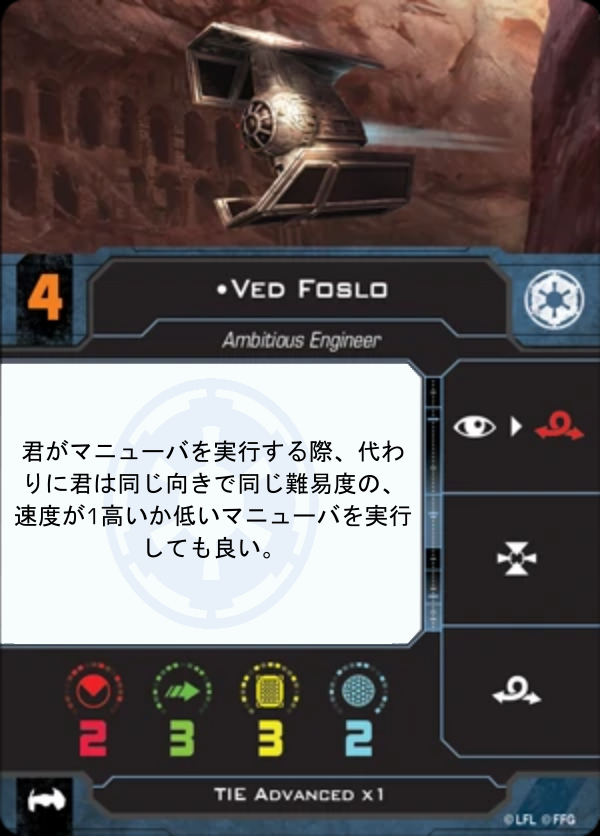 4
•Ved Foslo
Ambitious Engineer
君がマニューバを実行する際、代わ
りに君は同じ向きで同じ難易度の、
速度が1高いか低いマニューバを実行
しても良い。
2 3 3 2
TIE Advanced x1
©LFL ©FFG